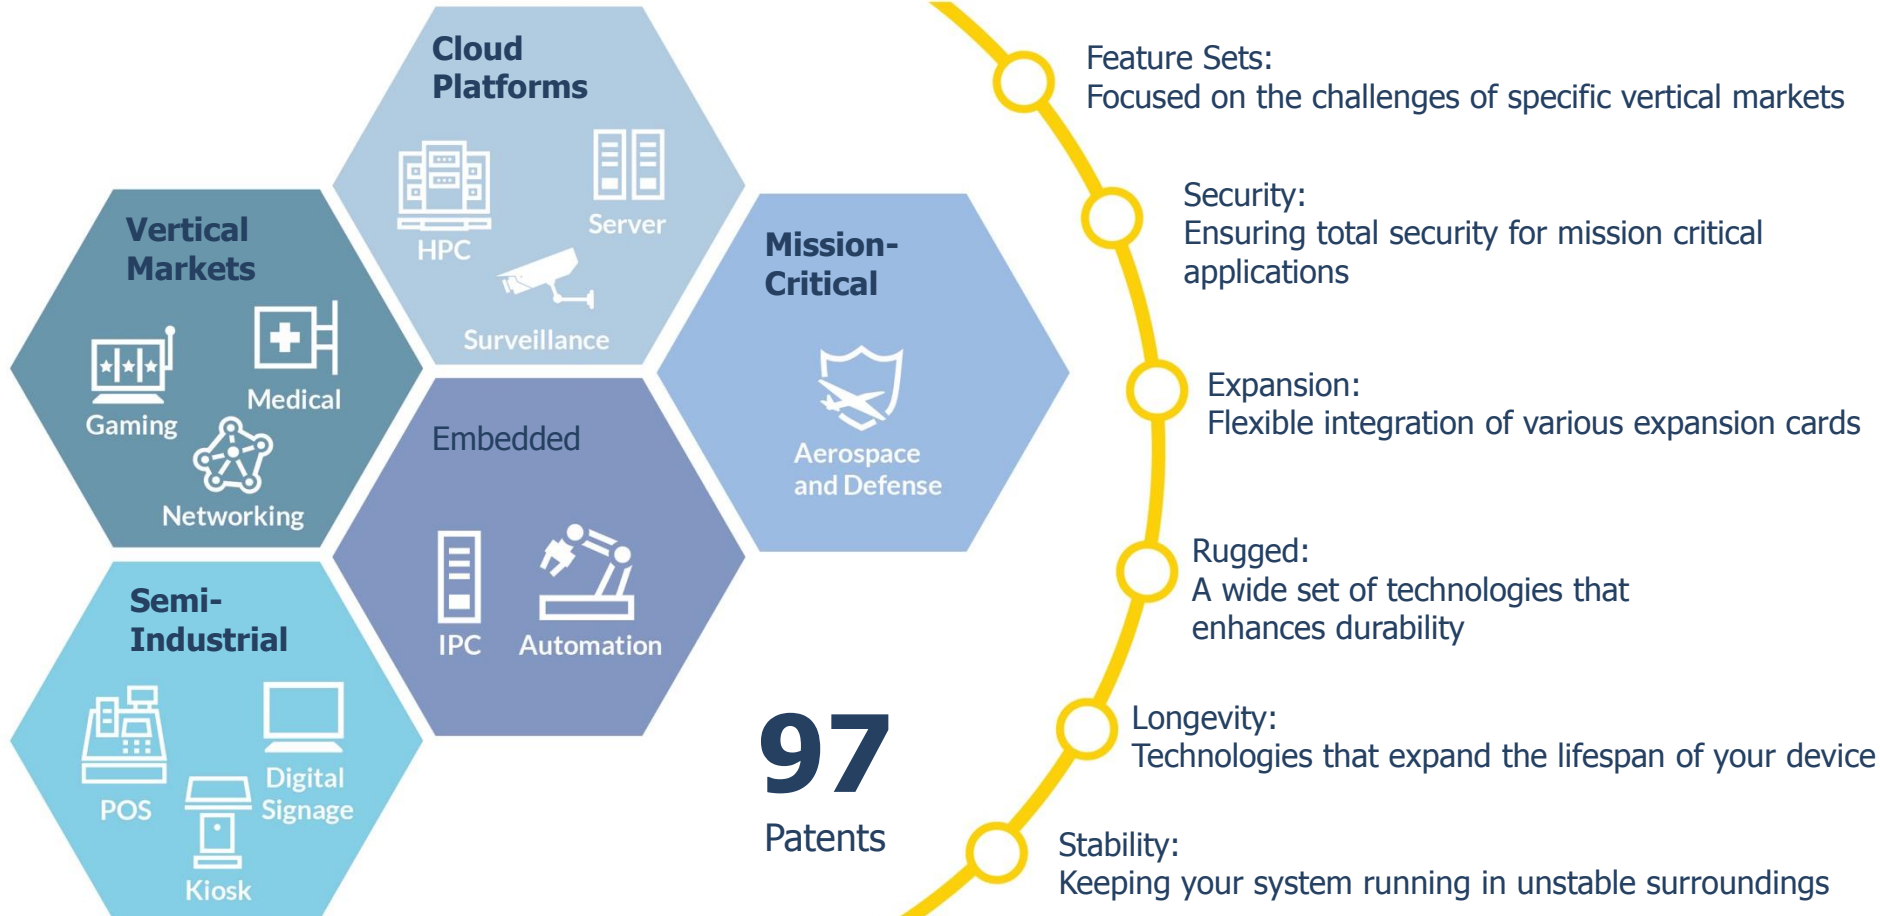 Cloud
Platforms
HPC
Server
Surveillance
Vertical
Markets
Gaming
Medical
Networking
Mission-
Critical
Aerospace
and Defense
Embedded
IPC
Automation
Semi-
Industrial
POS
Digital
Signage
Kiosk
97
Patents
Feature Sets:
Focused on the challenges of specific vertical markets
Security:
Ensuring total security for mission critical
applications
Expansion:
Flexible integration of various expansion cards
Rugged:
A wide set of technologies that
enhances durability
Longevity:
Technologies that expand the lifespan of your device
Stability:
Keeping your system running in unstable surroundings